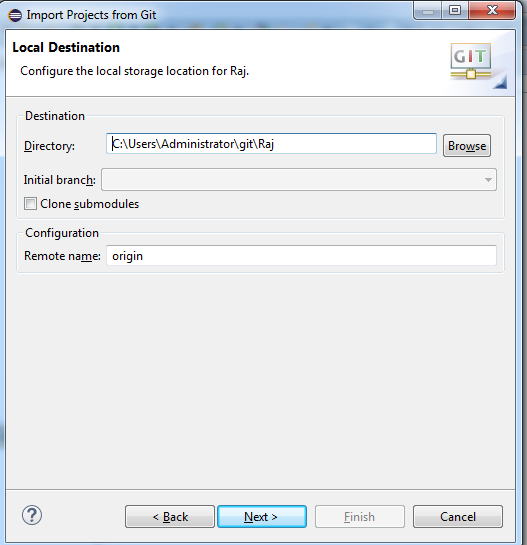 Import Projects from Git
Local Destination
Configure the local storage location for Raj.
GIT
Destination
Directory: C:\Users\Administrator\git\Raj Browse
Initial branch:
Clone submodules
Configuration
Remote name: origin
?
< Back Next > Finish Cancel